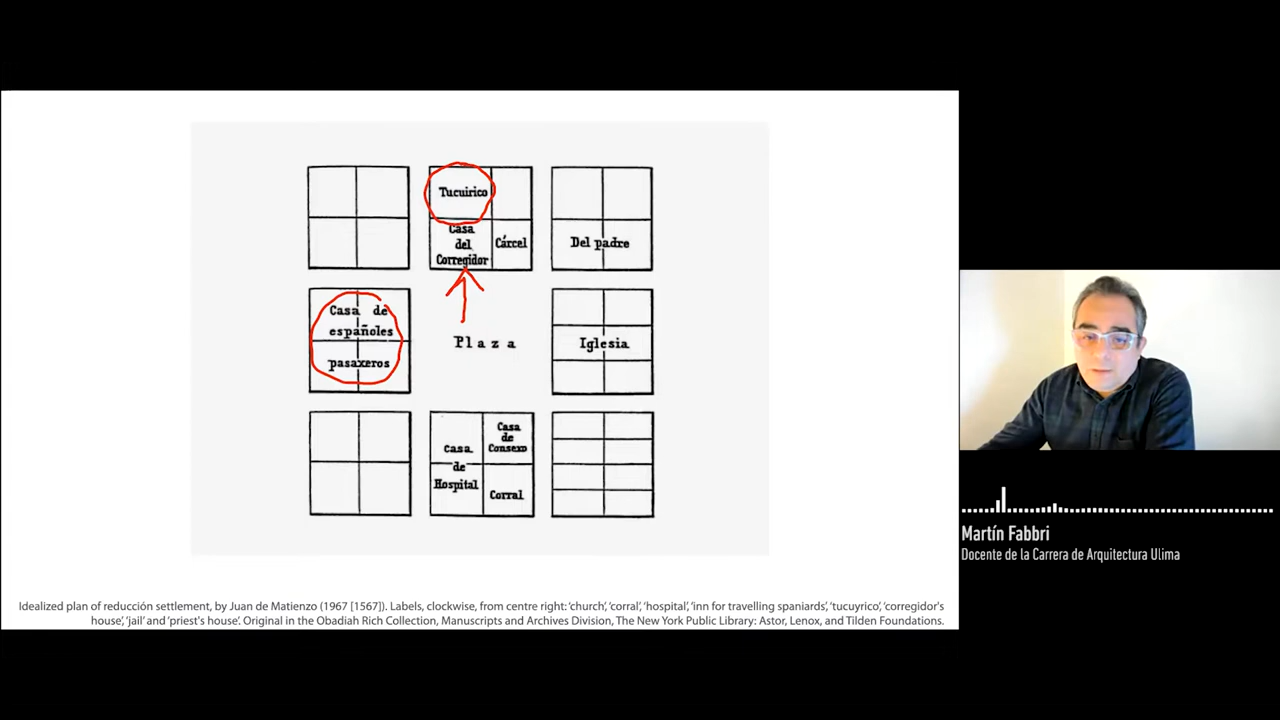 Tucuirico
Casa
del
Corregidor
Cárcel
Del padre
Casa de
españoles
pasaxeros
Plaza
Iglesia
Casa
de
Hospital
Casa
de
Consexo
Corral
Idealized plan of reducción settlement, by Juan de Matienzo (1967 [1567]). Labels, clockwise, from centre right: 'church', 'corral', 'hospital', 'inn for travelling spaniards', 'tucuyrico', 'corregidor's
house', 'jail' and 'priest's house'. Original in the Obadiah Rich Collection, Manuscripts and Archives Division, The New York Public Library: Astor, Lenox, and Tilden Foundations.
Martín Fabbri
Docente de la Carrera de Arquitectura Ulima